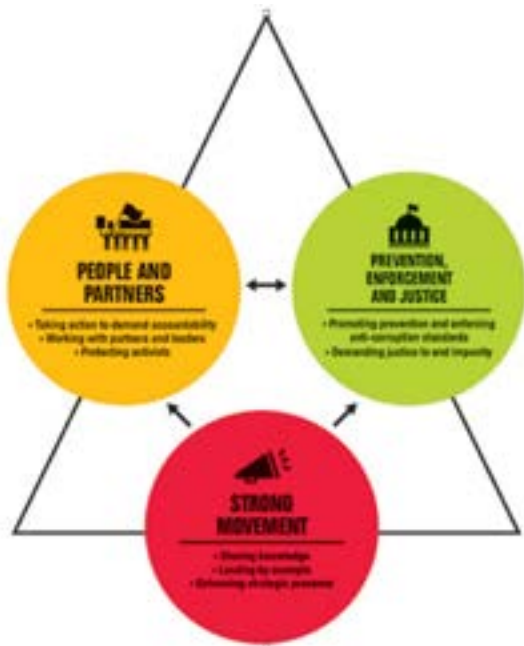 PEOPLE AND
PARTNERS
• Taking action to demand accountability
• Working with partners and leaders
• Protecting activists
PREVENTION,
ENFORCEMENT
AND JUSTICE
• Promoting prevention and enforcing
anti-corruption standards
• Demanding justice to end impunity
STRONG
MOVEMENT
• Sharing knowledge
• Leading by example
• Enhancing strategic presence